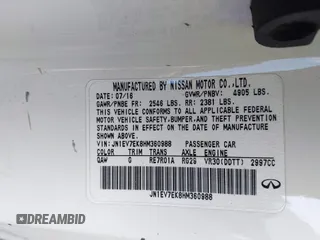 MANUFACTURED BY NISSAN MOTOR CO.,LTD.
DATE: 07/16 GVWR/PNBV: 4905 LBS.
GAWR/PNBE FR: 2546 LBS. RR: 2381 LBS.
THIS VEHICLE CONFORMS TO ALL APPLICABLE FEDERAL
MOTOR VEHICLE SAFETY, BUMPER, AND THEFT PREVENTION
STANDARDS IN EFFECT ON THE DATE OF MANUFACTURE
SHOWN ABOVE.
VIN: JN1EV7EK8HM360988 PASSENGER CAR
COLOR TRIM TRANS AXLE ENGINE
QAW G RE7R01A RG29 VR30(DDTT) 2997CC
JN1EV7EK8HM360988
INFINITI
DREAMBID